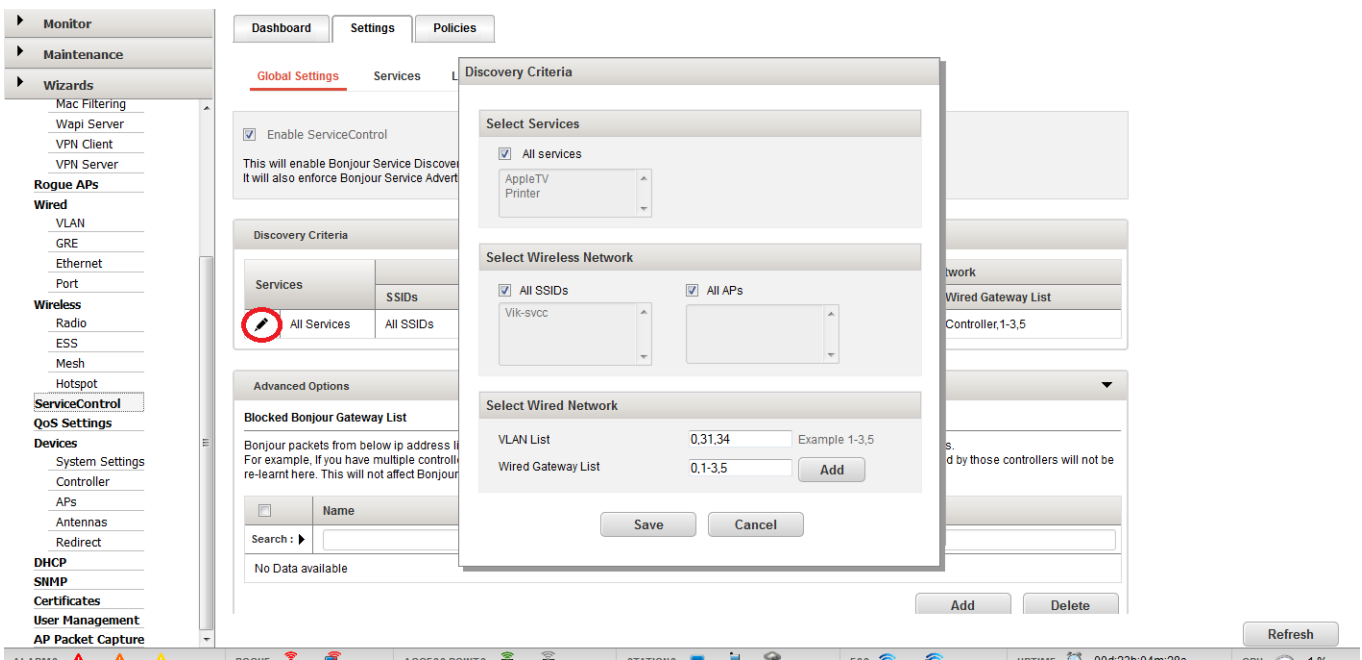 Monitor
Maintenance
Wizards
Mac Filtering
Wapi Server
VPN Client
VPN Server
Rogue APs
Wired
VLAN
GRE
Ethernet
Port
Wireless
Radio
ESS
Mesh
Hotspot
ServiceControl
QoS Settings
Devices
System Settings
Controller
APs
Antennas
Redirect
DHCP
SNMP
Certificates
User Management
AP Packet Capture
Dashboard Settings Policies
Global Settings Services L
Enable ServiceControl
This will enable Bonjour Service Discover
It will also enforce Bonjour Service Advert
Discovery Criteria
Services
twork
SSIDs Wired Gateway List
All Services All SSIDs Controller,1-3,5
Advanced Options
Blocked Bonjour Gateway List
Bonjour packets from below ip address li s.
For example, If you have multiple controlle d by those controllers will not be
re-learnt here. This will not affect Bonjour
Name
Search :
No Data available
Add Delete
Discovery Criteria
Select Services
All services
AppleTV
Printer
Select Wireless Network
All SSIDs All APs
Vik-svcc
Select Wired Network
VLAN List 0,31,34 Example 1-3,5
Wired Gateway List 0,1-3,5 Add
Save Cancel
Refresh